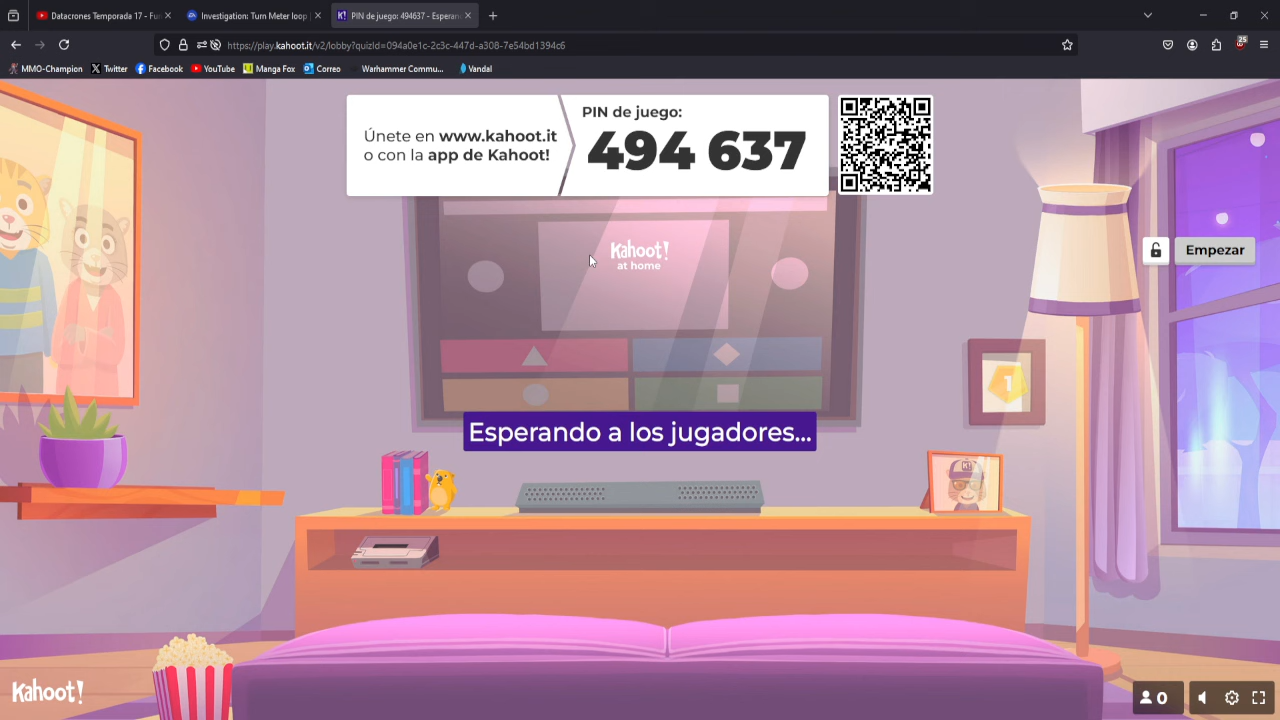 Datacrones Temporada 17 - Fu
Investigation: Turn Meter loop |
PIN de juego: 494637 - Esperan
https://play.kahoot.it/v2/lobby?quizId=094a0e1c-2c3c-447d-a308-7e54bd1394c6
25
MMO-Champion
Twitter
Facebook
YouTube
Manga Fox
Correo
Warhammer Commu...
Vandal
Únete en www.kahoot.it
o con la app de Kahoot!
PIN de juego:
494 637
Kahoot!
at home
Empezar
1
Esperando a los jugadores...
K!
Kahoot!
0